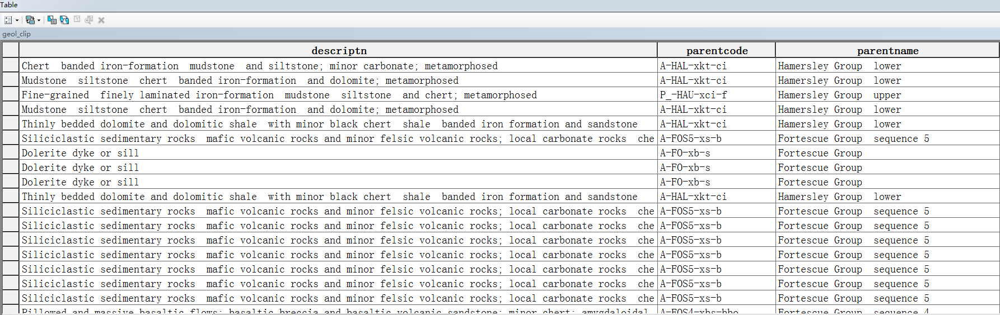 Table
geol_clip
descriptn parentcode parentname
Chert  banded iron-formation  mudstone  and siltstone; minor carbonate; metamorphosed A-HAL-xkt-ci Hamersley Group  lower
Mudstone  siltstone  chert  banded iron-formation  and dolomite; metamorphosed A-HAL-xkt-ci Hamersley Group  lower
Fine-grained  finely laminated iron-formation  mudstone  siltstone  and chert; metamorphosed P_-HAU-xci-f Hamersley Group  upper
Mudstone  siltstone  chert  banded iron-formation  and dolomite; metamorphosed A-HAL-xkt-ci Hamersley Group  lower
Thinly bedded dolomite and dolomitic shale  with minor black chert  shale  banded iron formation and sandstone A-HAL-xkt-ci Hamersley Group  lower
Siliciclastic sedimentary rocks  mafic volcanic rocks and minor felsic volcanic rocks; local carbonate rocks  che A-FOS5-xs-b Fortescue Group  sequence 5
Dolerite dyke or sill A-FO-xb-s Fortescue Group
Dolerite dyke or sill A-FO-xb-s Fortescue Group
Dolerite dyke or sill A-FO-xb-s Fortescue Group
Thinly bedded dolomite and dolomitic shale  with minor black chert  shale  banded iron formation and sandstone A-HAL-xkt-ci Hamersley Group  lower
Siliciclastic sedimentary rocks  mafic volcanic rocks and minor felsic volcanic rocks; local carbonate rocks  che A-FOS5-xs-b Fortescue Group  sequence 5
Siliciclastic sedimentary rocks  mafic volcanic rocks and minor felsic volcanic rocks; local carbonate rocks  che A-FOS5-xs-b Fortescue Group  sequence 5
Siliciclastic sedimentary rocks  mafic volcanic rocks and minor felsic volcanic rocks; local carbonate rocks  che A-FOS5-xs-b Fortescue Group  sequence 5
Siliciclastic sedimentary rocks  mafic volcanic rocks and minor felsic volcanic rocks; local carbonate rocks  che A-FOS5-xs-b Fortescue Group  sequence 5
Siliciclastic sedimentary rocks  mafic volcanic rocks and minor felsic volcanic rocks; local carbonate rocks  che A-FOS5-xs-b Fortescue Group  sequence 5
Siliciclastic sedimentary rocks  mafic volcanic rocks and minor felsic volcanic rocks; local carbonate rocks  che A-FOS5-xs-b Fortescue Group  sequence 5
Siliciclastic sedimentary rocks  mafic volcanic rocks and minor felsic volcanic rocks; local carbonate rocks  che A-FOS5-xs-b Fortescue Group  sequence 5
Pillowed and massive basaltic flows; basaltic breccia and basaltic volcanic sandstone; minor chert; amygdaloidal A-FOS4-xbs-bbo Fortescue Group  sequence 4